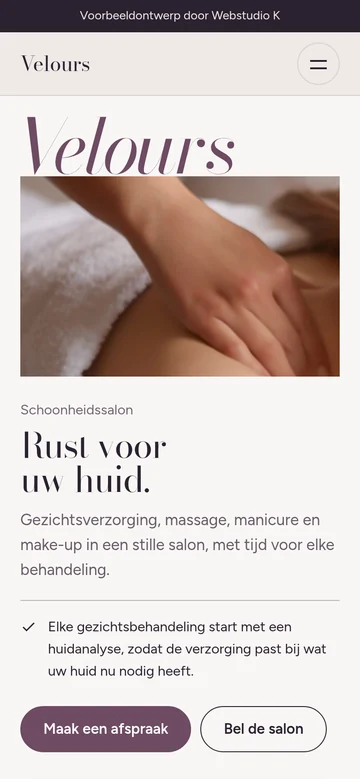 Voorbeeldontwerp door Webstudio K
Velours
Velours
Schoonheidssalon
Rust voor
uw huid.
Gezichtsverzorging, massage, manicure en
make-up in een stille salon, met tijd voor elke
behandeling.
Elke gezichtsbehandeling start met een
huidanalyse, zodat de verzorging past bij wat
uw huid nu nodig heeft.
Maak een afspraak
Bel de salon